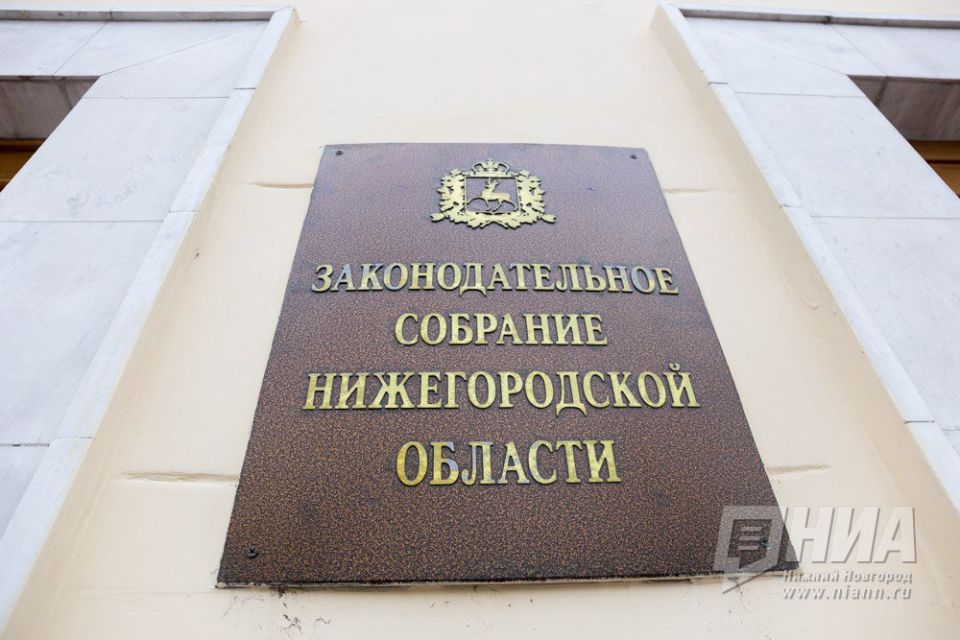 ЗАКОНОДАТЕЛЬНОЕ
СОБРАНИЕ
НИЖЕГОРОДСКОЙ
ОБЛАСТИ
НИА
Нижний Новгород
www.niann.ru